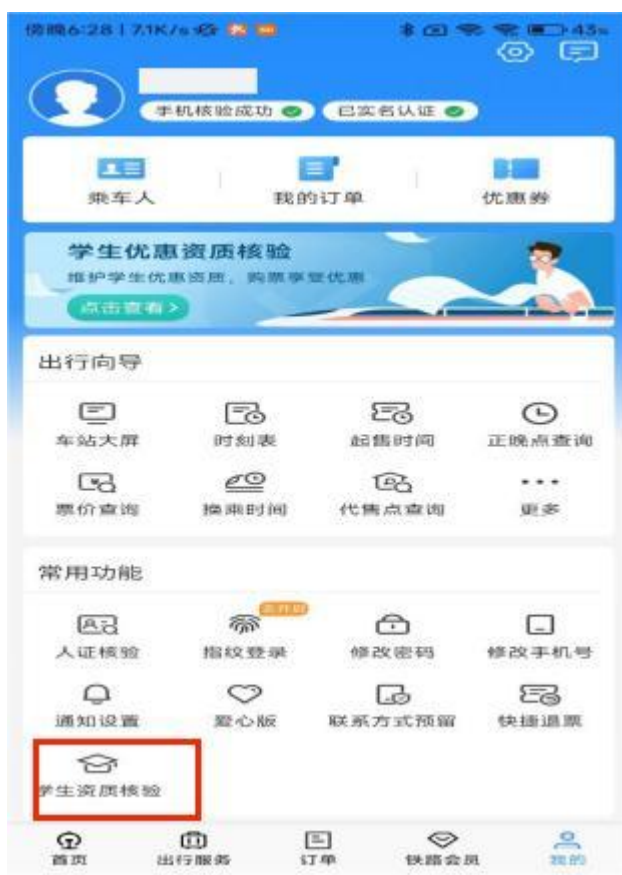 傍晚6:28 | 7.1K/s 43%
手机核验成功 已实名认证
乘车人 我的订单 优惠券
学生优惠资质核验
维护学生优惠资质，购票享受优惠
点击查看 >
出行向导
车站大屏 时刻表 起售时间 正晚点查询
票价查询 换乘时间 代售点查询 更多
常用功能
去开启
人证核验 指纹登录 修改密码 修改手机号
通知设置 爱心版 联系方式预留 快捷退票
学生资质核验
首页 出行服务 订单 铁路会员 我的